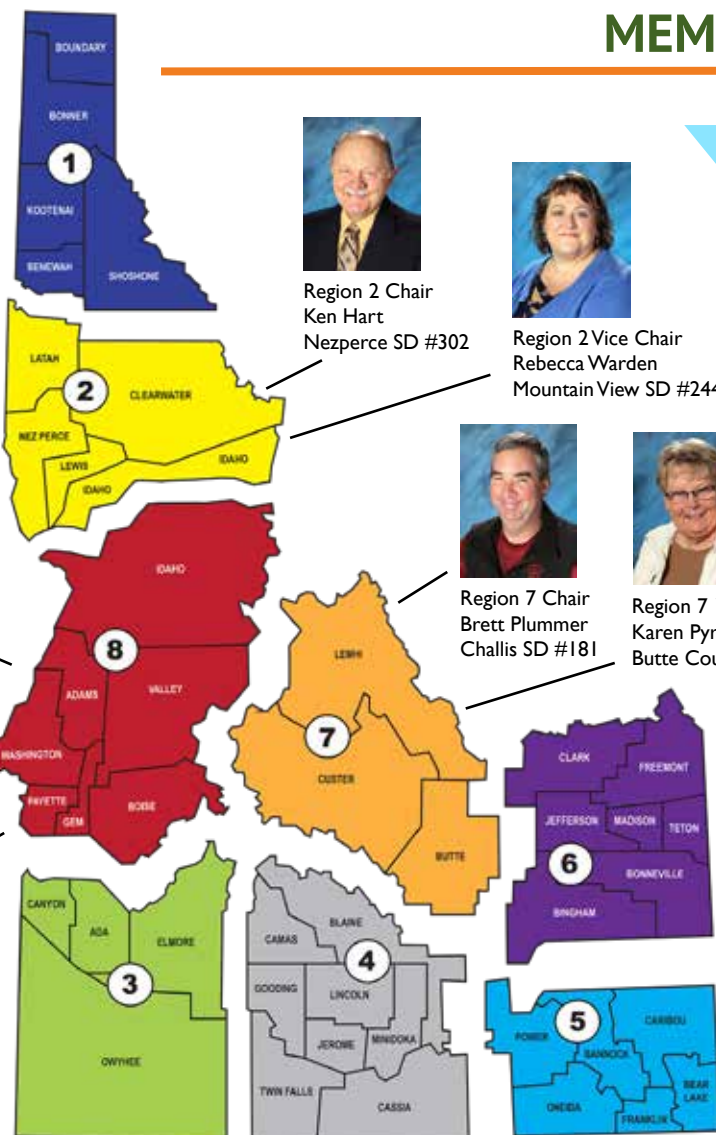 MEM
BOUNDARY
BONNER
1
KOOTENAI
BENEWAH
SHOSHONE
Region 2 Chair
Ken Hart
Nezperce SD #302
Region 2 Vice Chair
Rebecca Warden
Mountain View SD #244
LATAH
2
CLEARWATER
NEZ PERCE
LEWIS
IDAHO
IDAHO
Region 7 Chair
Brett Plummer
Challis SD #181
Region 7
Karen Pyr
Butte Cou
IDAHO
8
ADAMS
VALLEY
WASHINGTON
PAYETTE
GEM
BOISE
LEMHI
7
CUSTER
BUTTE
CLARK
FREEMONT
JEFFERSON
MADISON
TETON
6
BONNEVILLE
BINGHAM
CANYON
ADA
ELMORE
3
OWYHEE
BLAINE
CAMAS
4
GOODING
LINCOLN
JEROME
MINIDOKA
TWIN FALLS
CASSIA
5
POWER
CARIBOU
BANNOCK
BEAR
LAKE
ONEIDA
FRANKLIN